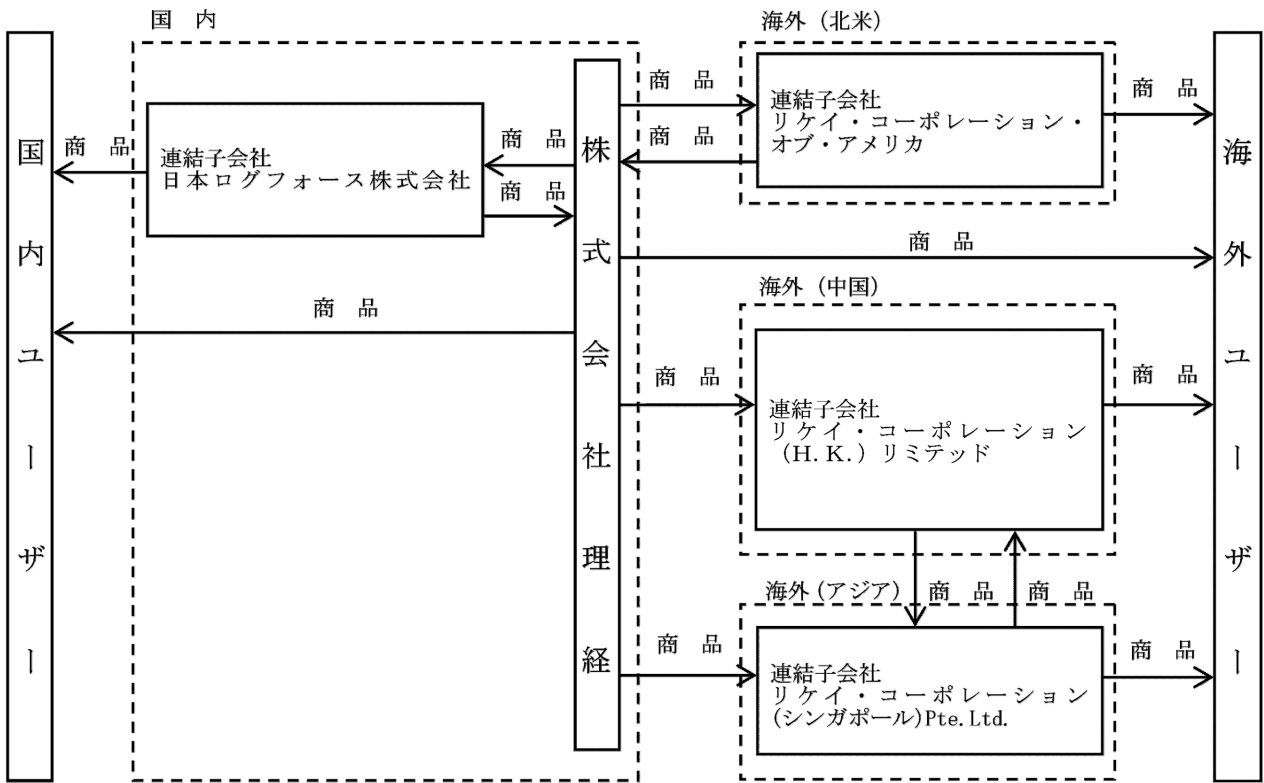 国 内
海外（北米）
国内ユーザー
商 品
連結子会社
日本ログフォース株式会社
商 品
商 品
株式会社理経
商 品
商 品
連結子会社
リケイ・コーポレーション・
オブ・アメリカ
商 品
海外ユーザー
商 品
商 品
海外（中国）
商 品
連結子会社
リケイ・コーポレーション
（H.K.）リミテッド
商 品
海外（アジア）
商 品
商 品
商 品
連結子会社
リケイ・コーポレーション
(シンガポール)Pte.Ltd.
商 品